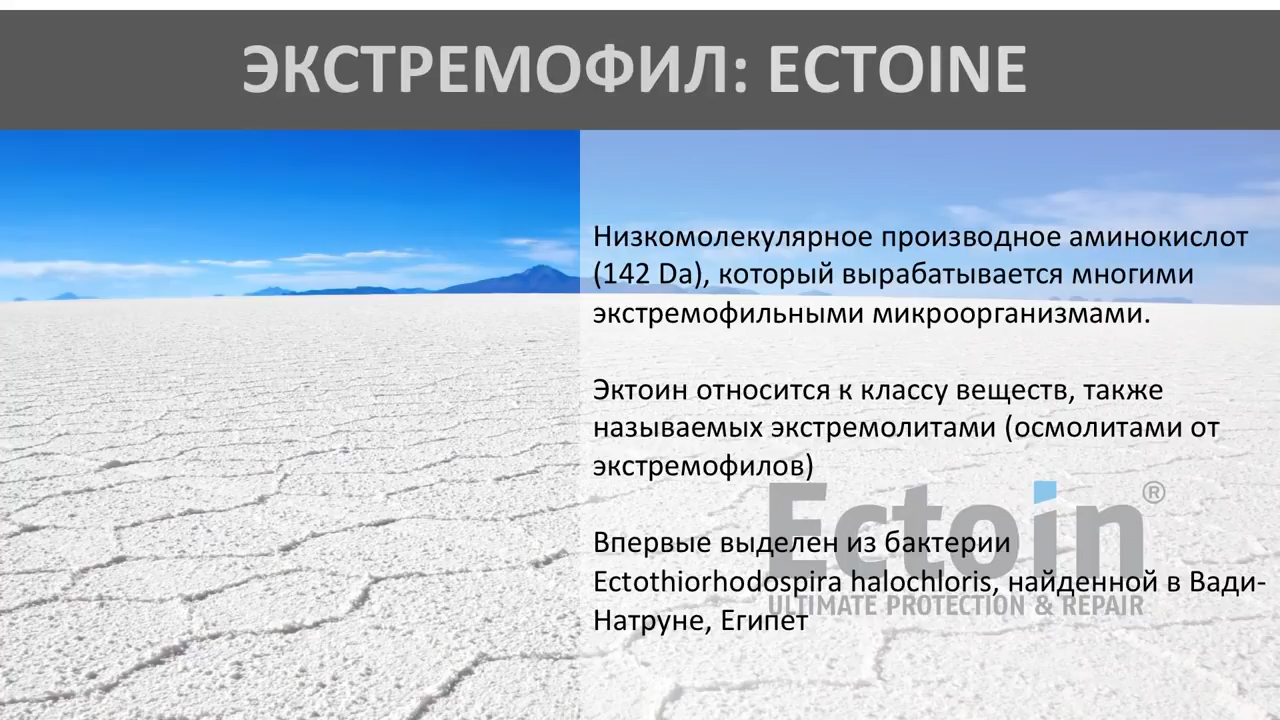 ЭКСТРЕМОФИЛ: ECTOINE
Низкомолекулярное производное аминокислот
(142 Da), который вырабатывается многими
экстремофильными микроорганизмами.
Эктоин относится к классу веществ, также
называемых экстремолитами (осмолитами от
экстремофилов)
Ectoin®
Впервые выделен из бактерии
Ectothiorhodospira halochloris, найденной в Вади-
ULTIMATE PROTECTION & REPAIR
Натруне, Египет